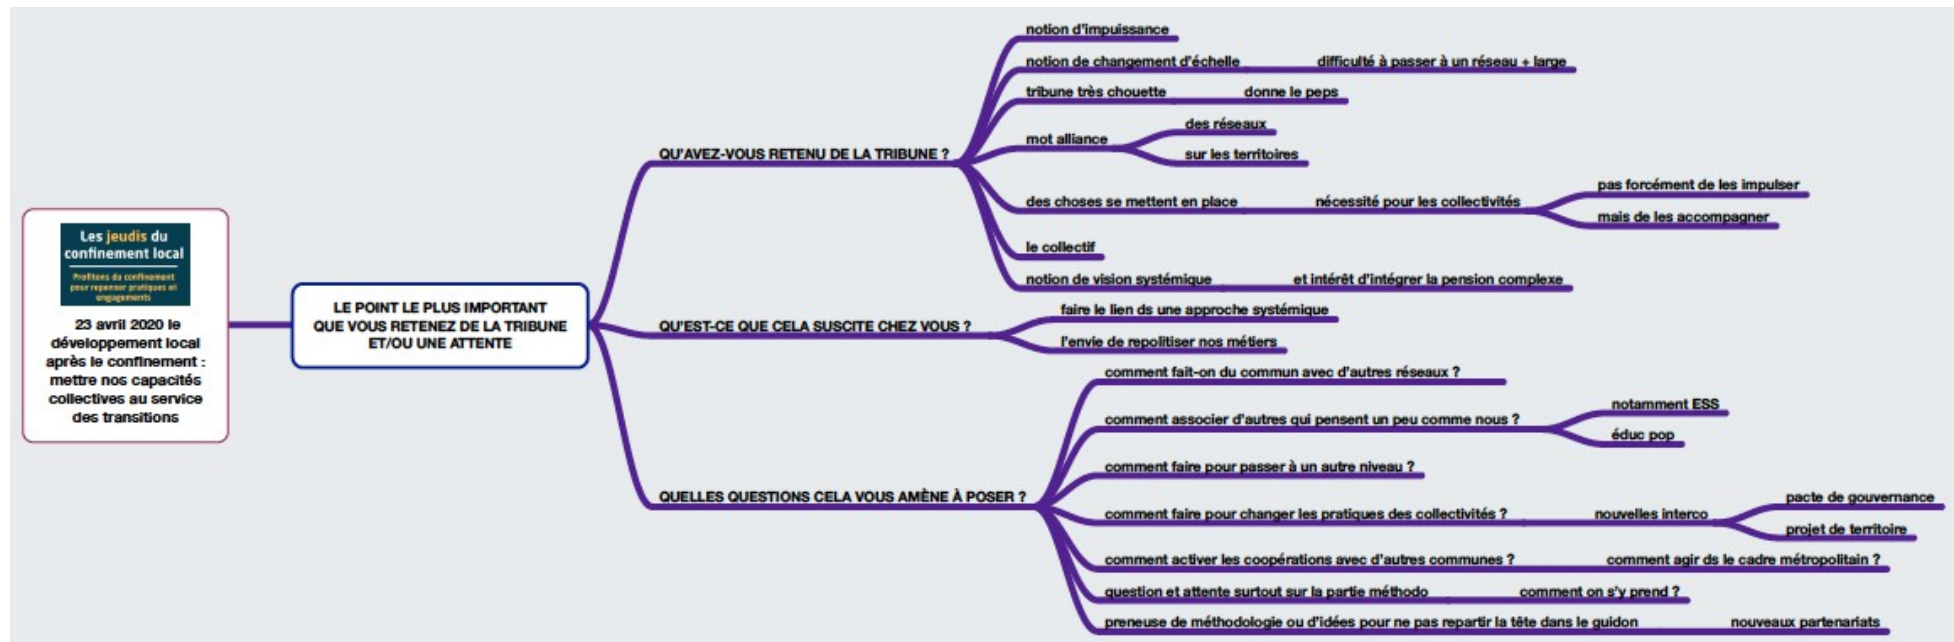 Les jeudis du
confinement local
Profitons du confinement
pour repenser pratiques et
engagements
23 avril 2020 le
développement local
après le confinement :
mettre nos capacités
collectives au service
des transitions
LE POINT LE PLUS IMPORTANT
QUE VOUS RETENEZ DE LA TRIBUNE
ET/OU UNE ATTENTE
QU'AVEZ-VOUS RETENU DE LA TRIBUNE ?
notion d'impuissance
notion de changement d'échelle
difficulté à passer à un réseau + large
tribune très chouette
donne le peps
mot alliance
des réseaux
sur les territoires
des choses se mettent en place
nécessité pour les collectivités
pas forcément de les impulser
mais de les accompagner
le collectif
notion de vision systémique
et intérêt d'intégrer la pension complexe
QU'EST-CE QUE CELA SUSCITE CHEZ VOUS ?
faire le lien ds une approche systémique
l'envie de repolitiser nos métiers
QUELLES QUESTIONS CELA VOUS AMÈNE À POSER ?
comment fait-on du commun avec d'autres réseaux ?
comment associer d'autres qui pensent un peu comme nous ?
notamment ESS
éduc pop
comment faire pour passer à un autre niveau ?
comment faire pour changer les pratiques des collectivités ?
nouvelles interco
pacte de gouvernance
projet de territoire
comment activer les coopérations avec d'autres communes ?
comment agir ds le cadre métropolitain ?
question et attente surtout sur la partie méthodo
comment on s'y prend ?
preneuse de méthodologie ou d'idées pour ne pas repartir la tête dans le guidon
nouveaux partenariats